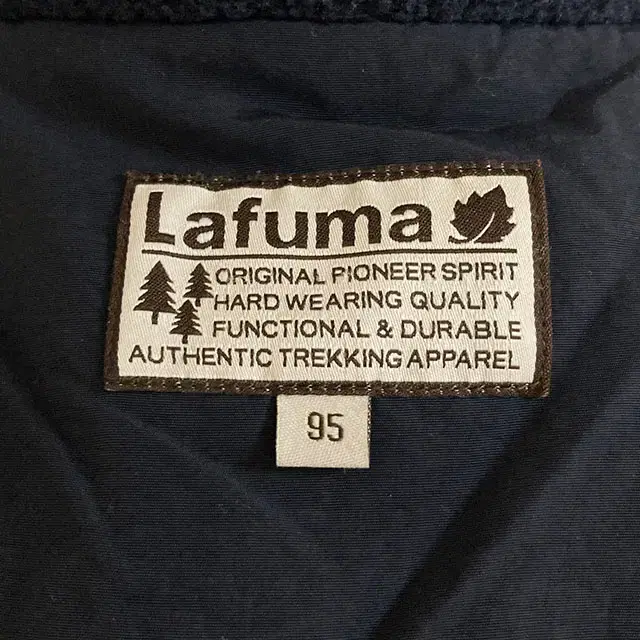 Lafuma
ORIGINAL PIONEER SPIRIT
HARD WEARING QUALITY
FUNCTIONAL & DURABLE
AUTHENTIC TREKKING APPAREL
95